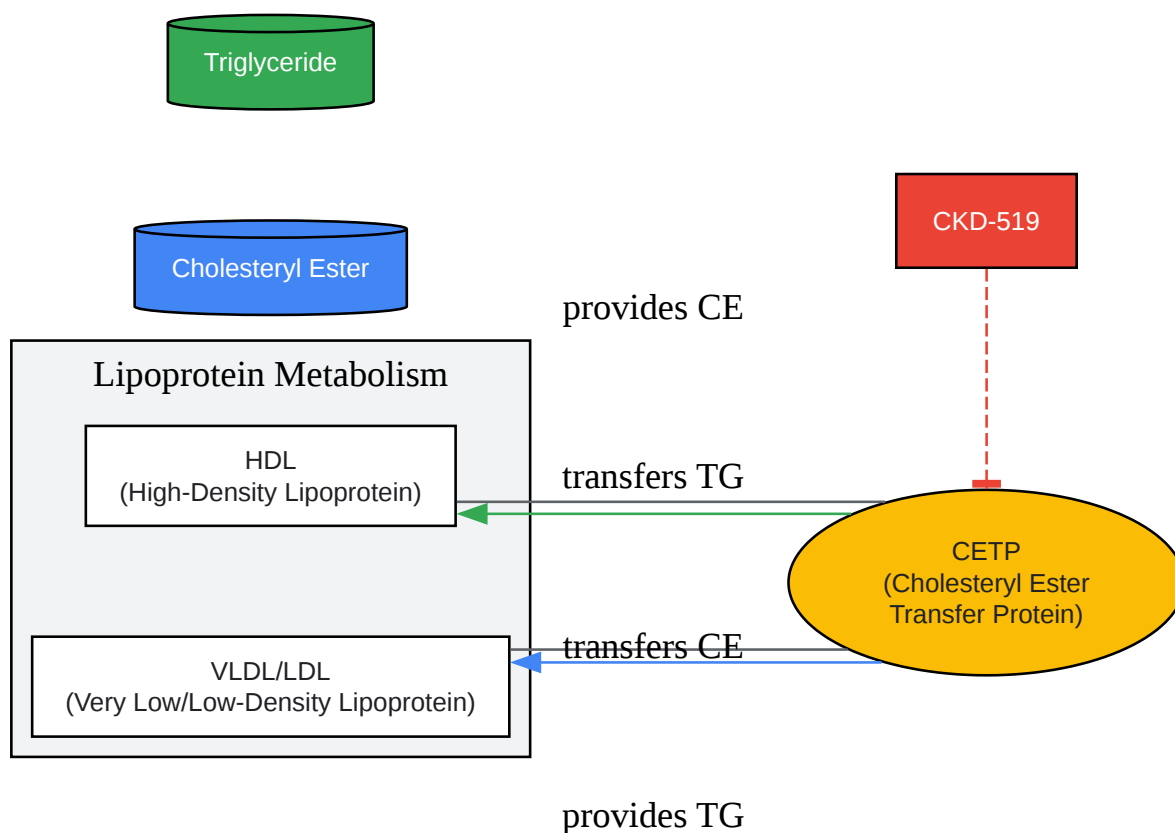 Triglyceride
CKD-519
Cholesteryl Ester
provides CE
Lipoprotein Metabolism
HDL
(High-Density Lipoprotein)
transfers TG
CETP
(Cholesteryl Ester
Transfer Protein)
transfers CE
VLDL/LDL
(Very Low/Low-Density Lipoprotein)
provides TG